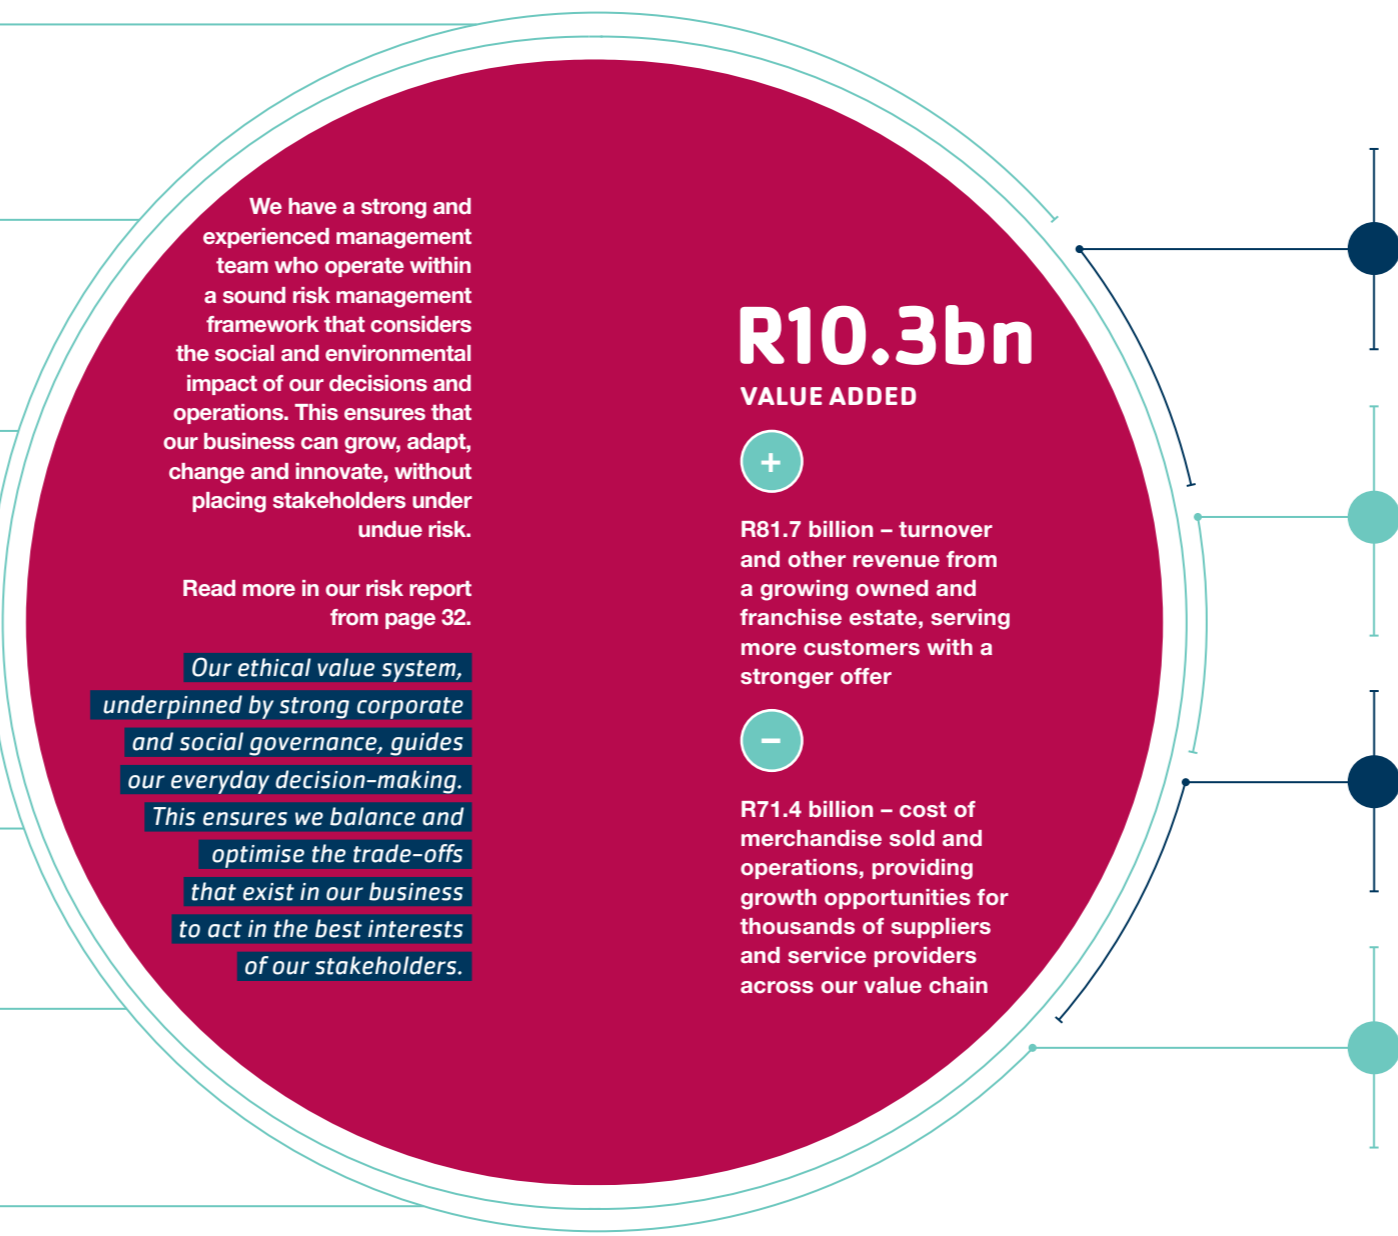 We have a strong and
experienced management
team who operate within
a sound risk management
framework that considers
the social and environmental
impact of our decisions and
operations. This ensures that
our business can grow, adapt,
change and innovate, without
placing stakeholders under
undue risk.
Read more in our risk report
from page 32.
Our ethical value system,
underpinned by strong corporate
and social governance, guides
our everyday decision-making.
This ensures we balance and
optimise the trade-offs
that exist in our business
to act in the best interests
of our stakeholders.
R10.3bn
VALUE ADDED
+
R81.7 billion – turnover
and other revenue from
a growing owned and
franchise estate, serving
more customers with a
stronger offer
–
R71.4 billion – cost of
merchandise sold and
operations, providing
growth opportunities for
thousands of suppliers
and service providers
across our value chain